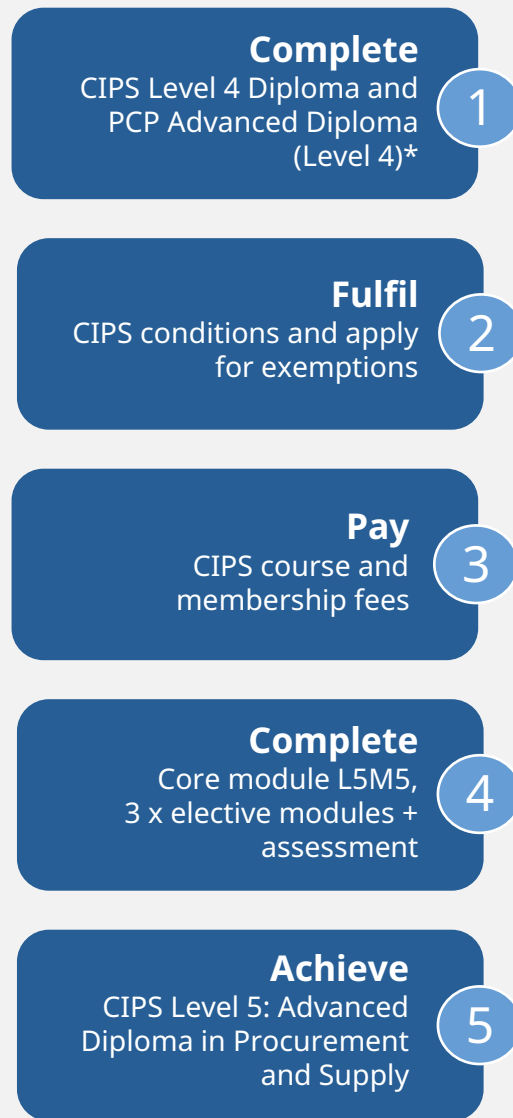 Complete
CIPS Level 4 Diploma and
PCP Advanced Diploma
(Level 4)*
1
Fulfil
CIPS conditions and apply
for exemptions
2
Pay
CIPS course and
membership fees
3
Complete
Core module L5M5,
3 x elective modules +
assessment
4
Achieve
CIPS Level 5: Advanced
Diploma in Procurement
and Supply
5